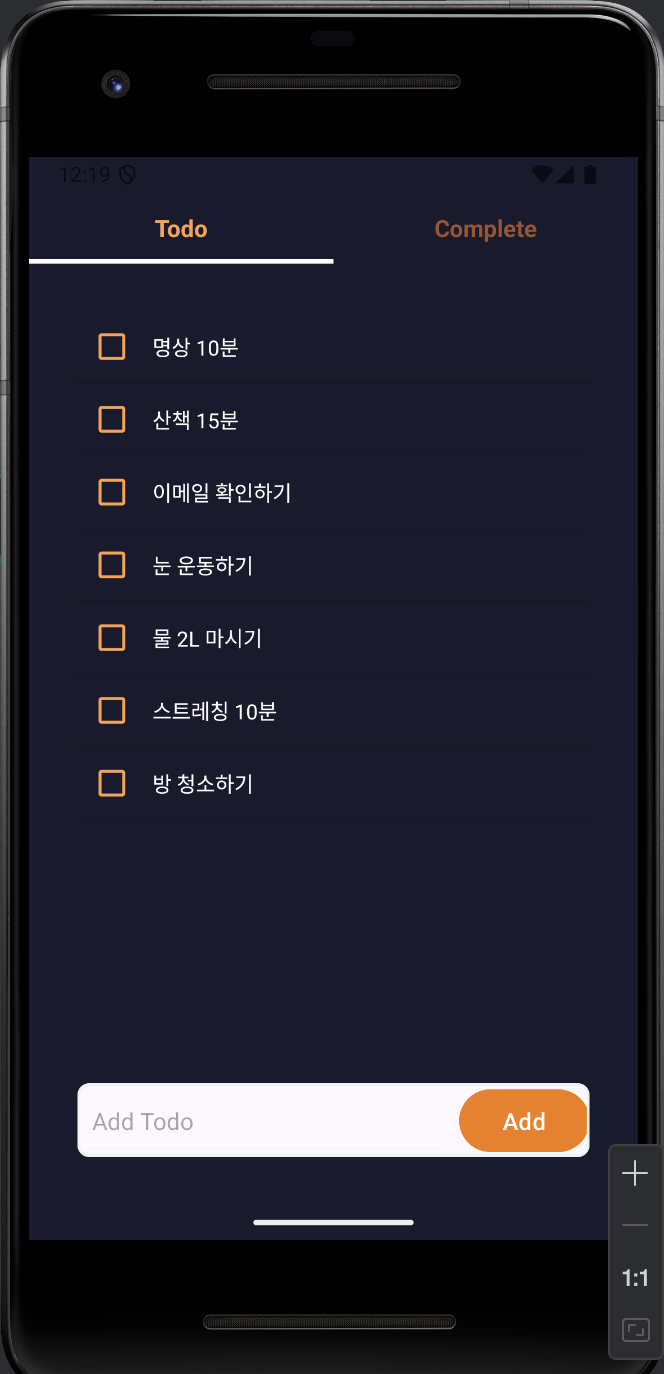 12:19
Todo
Complete
명상 10분
산책 15분
이메일 확인하기
눈 운동하기
물 2L 마시기
스트레칭 10분
방 청소하기
Add Todo
Add
1:1